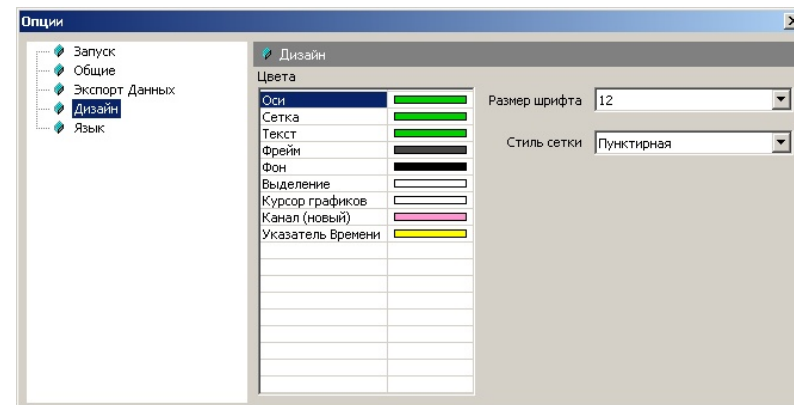 Опции
Запуск
Общие
Экспорт Данных
Дизайн
Язык
Дизайн
Цвета
Оси
Сетка
Текст
Фрейм
Фон
Выделение
Курсор графиков
Канал (новый)
Указатель Времени
Размер шрифта 12
Стиль сетки Пунктирная